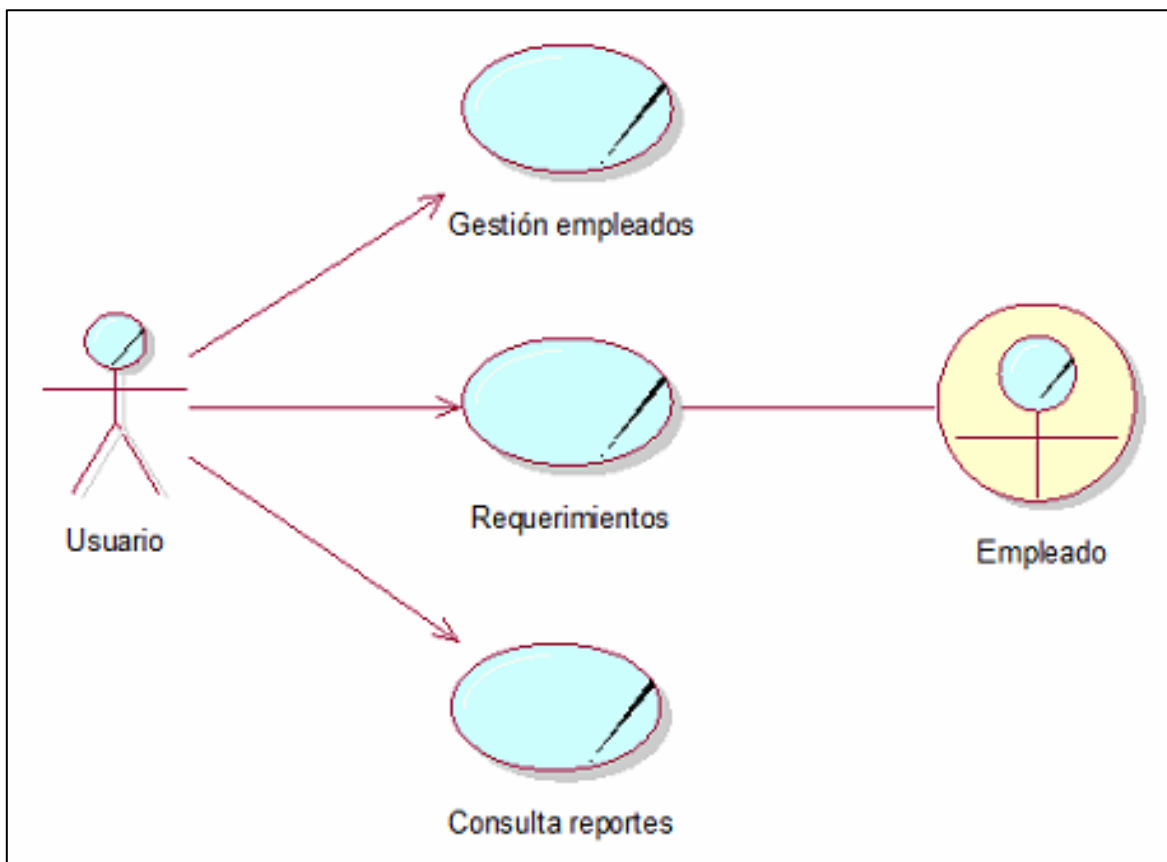 Gestión empleados
Usuario
Requerimientos
Empleado
Consulta reportes